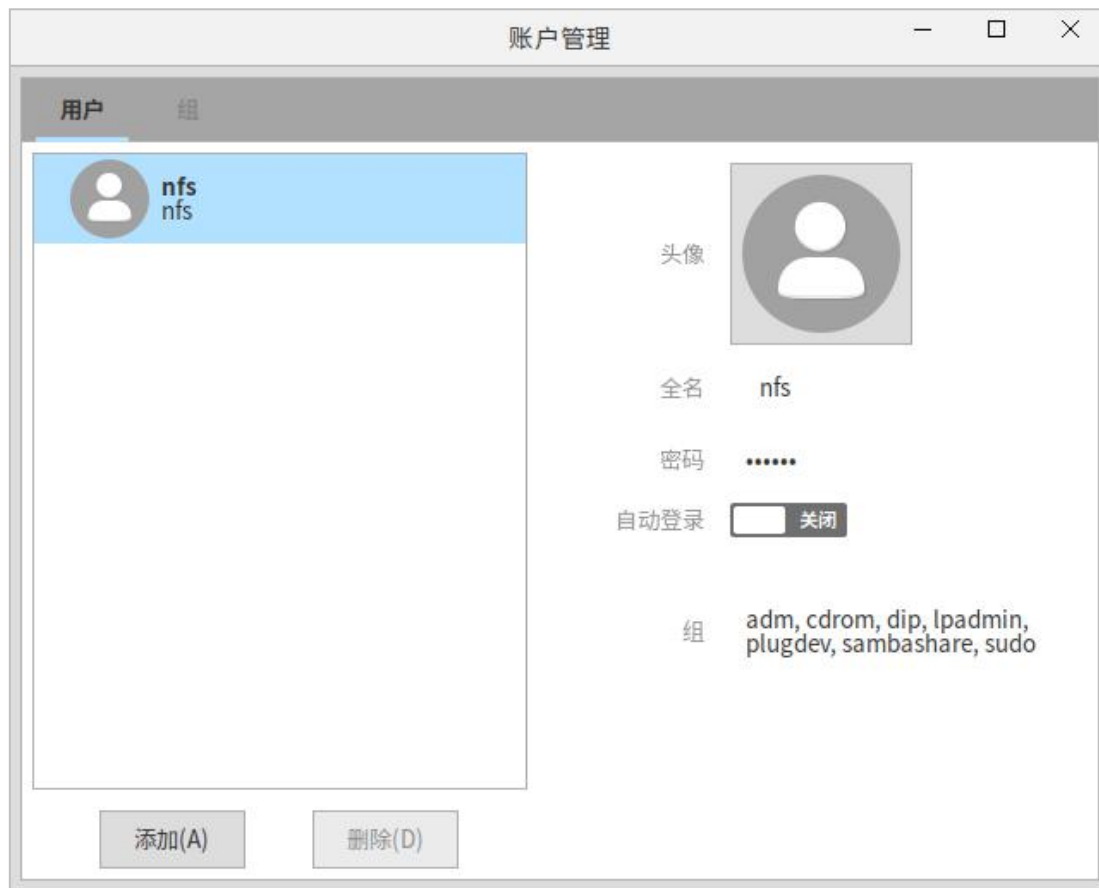 账户管理
用户
组
nfs
nfs
头像
全名
nfs
密码
••••••
自动登录
关闭
组
adm, cdrom, dip, lpadmin,
plugdev, sambashare, sudo
添加(A)
删除(D)